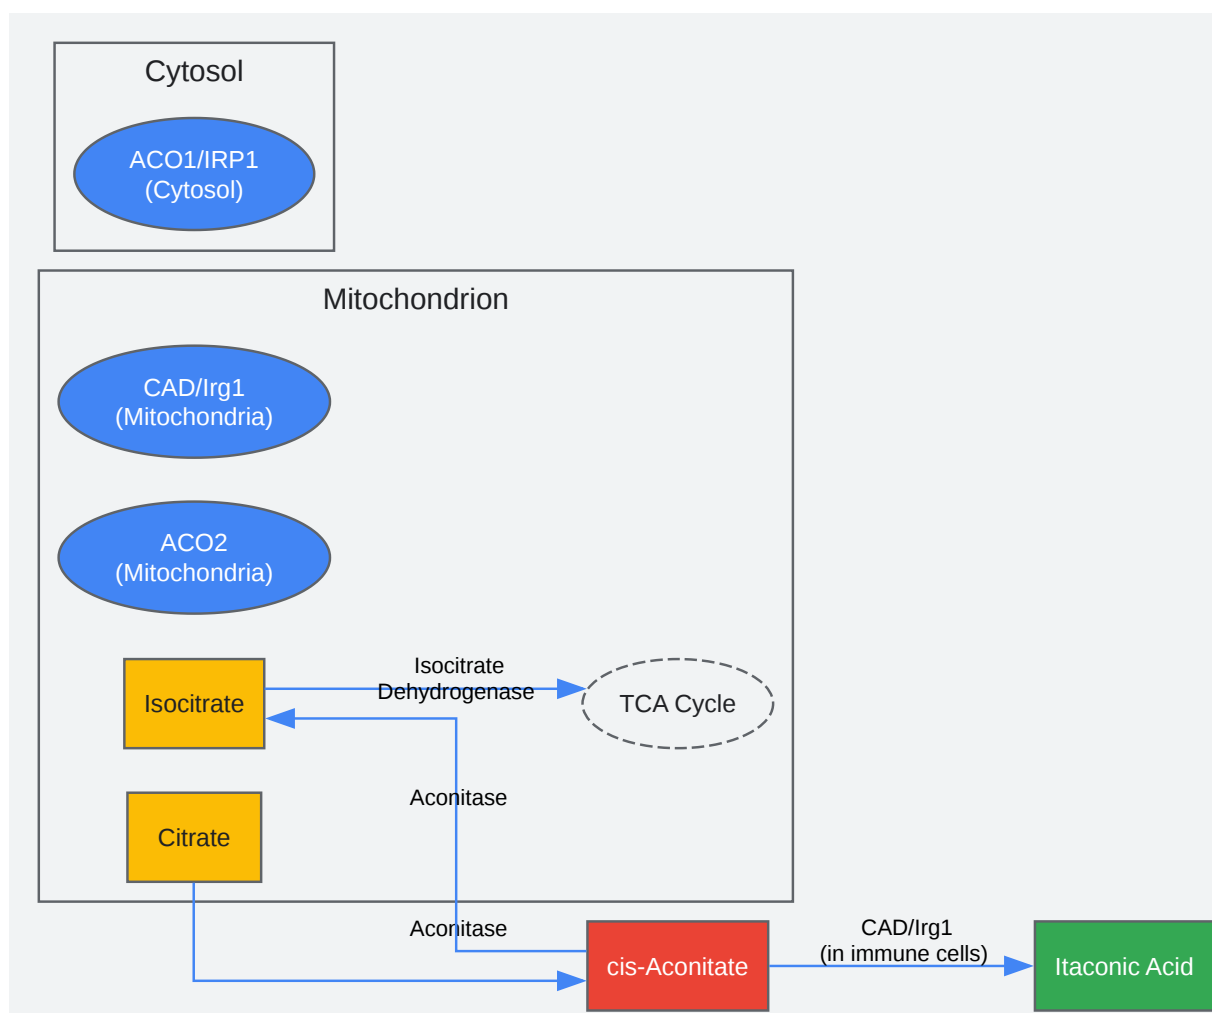 Cytosol
ACO1/IRP1
(Cytosol)
Mitochondrion
CAD/Irg1
(Mitochondria)
ACO2
(Mitochondria)
Isocitrate
Dehydrogenase
Isocitrate
TCA Cycle
Aconitase
Citrate
Aconitase
CAD/Irg1
(in immune cells)
cis-Aconitate
Itaconic Acid